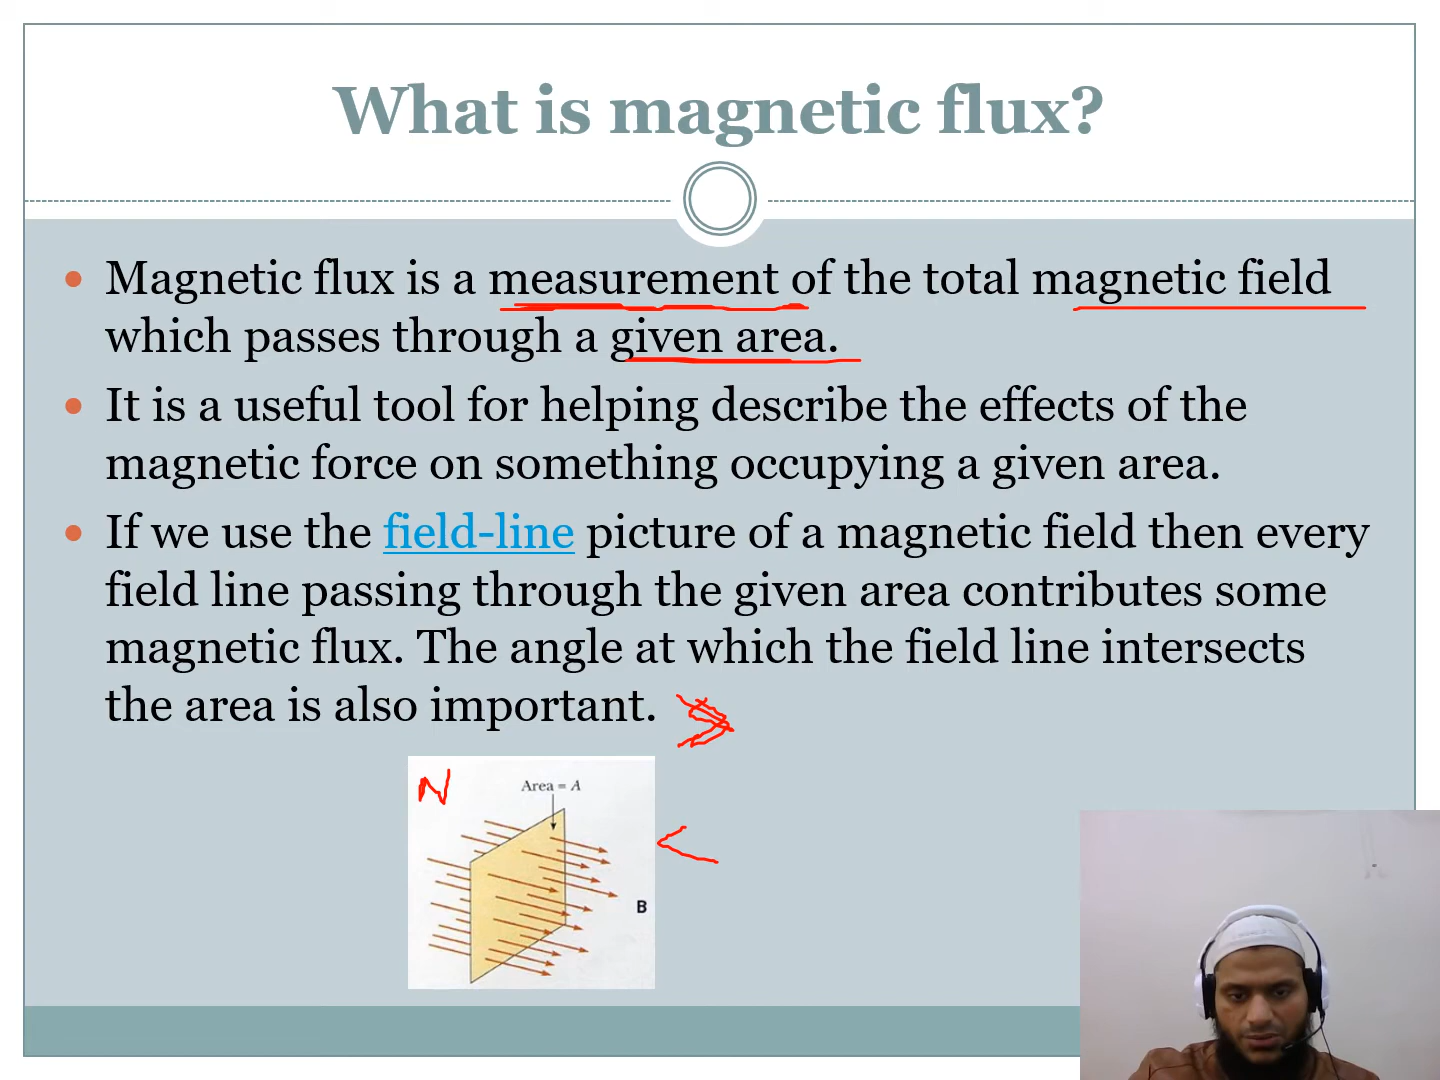 What is magnetic flux?
Magnetic flux is a measurement of the total magnetic field
which passes through a given area.
It is a useful tool for helping describe the effects of the
magnetic force on something occupying a given area.
If we use the field-line picture of a magnetic field then every
field line passing through the given area contributes some
magnetic flux. The angle at which the field line intersects
the area is also important.
N
Area = A
B